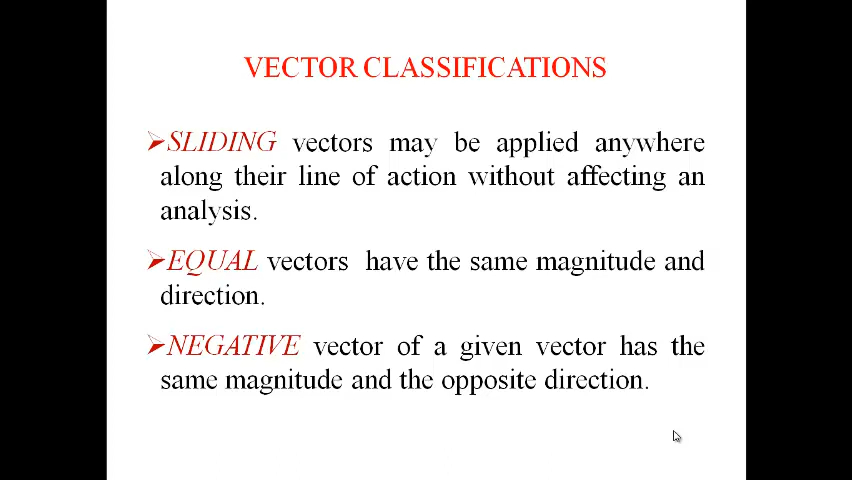 VECTOR CLASSIFICATIONS
➢SLIDING vectors may be applied anywhere
along their line of action without affecting an
analysis.
➢EQUAL vectors have the same magnitude and
direction.
➢NEGATIVE vector of a given vector has the
same magnitude and the opposite direction.